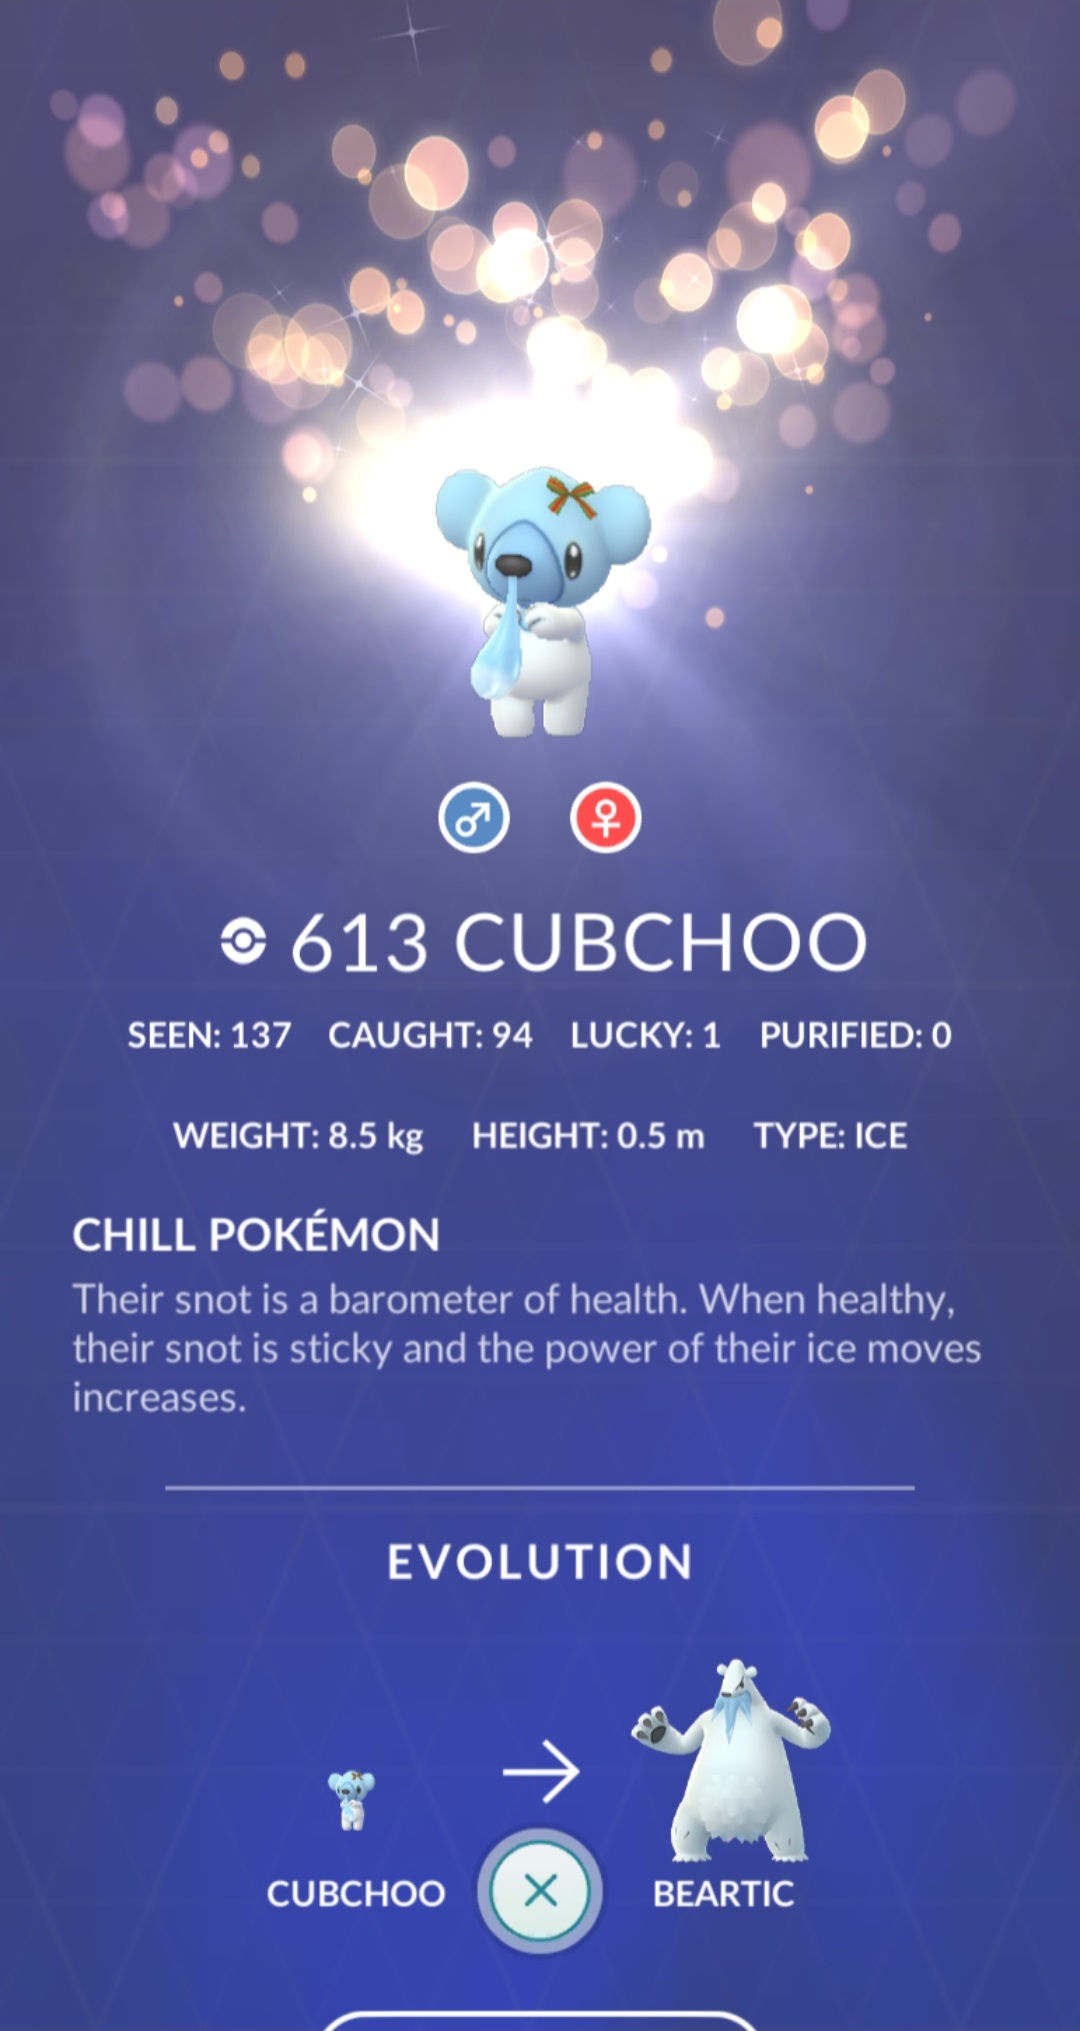 613 CUBCHOO
SEEN: 137 CAUGHT: 94 LUCKY: 1 PURIFIED: 0
WEIGHT: 8.5 kg HEIGHT: 0.5 m TYPE: ICE
CHILL POKÉMON
Their snot is a barometer of health. When healthy,
their snot is sticky and the power of their ice moves
increases.
EVOLUTION
CUBCHOO BEARTIC